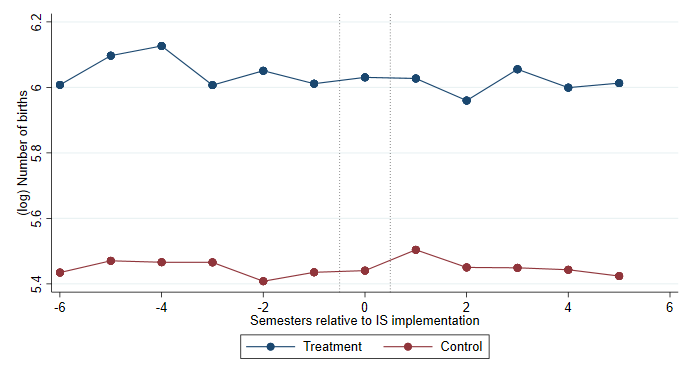 (log) Number of births
6.2
6
5.8
5.6
5.4
-6 -4 -2 0 2 4 6
Semesters relative to IS implementation
Treatment Control